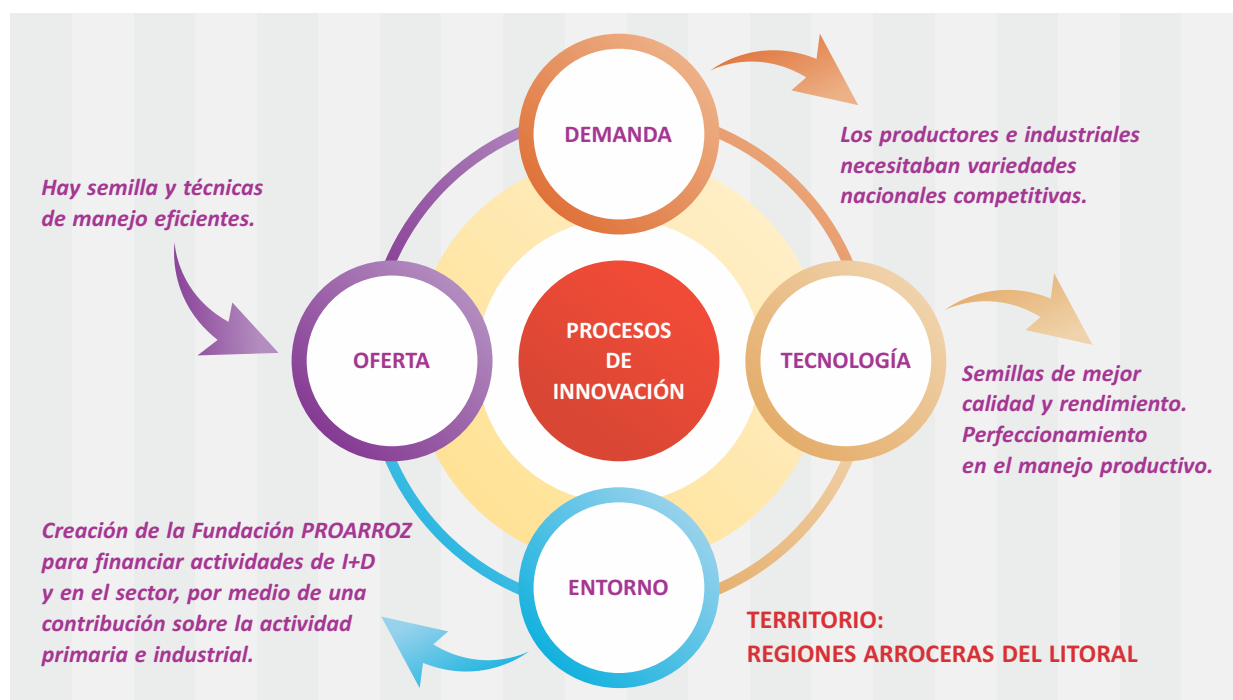 DEMANDA
Los productores e industriales
necesitaban variedades
nacionales competitivas.
Hay semilla y técnicas
de manejo eficientes.
OFERTA
PROCESOS
DE
INNOVACIÓN
TECNOLOGÍA
Semillas de mejor
calidad y rendimiento.
Perfeccionamiento
en el manejo productivo.
Creación de la Fundación PROARROZ
para financiar actividades de I+D
y en el sector, por medio de una
contribución sobre la actividad
primaria e industrial.
ENTORNO
TERRITORIO:
REGIONES ARROCERAS DEL LITORAL